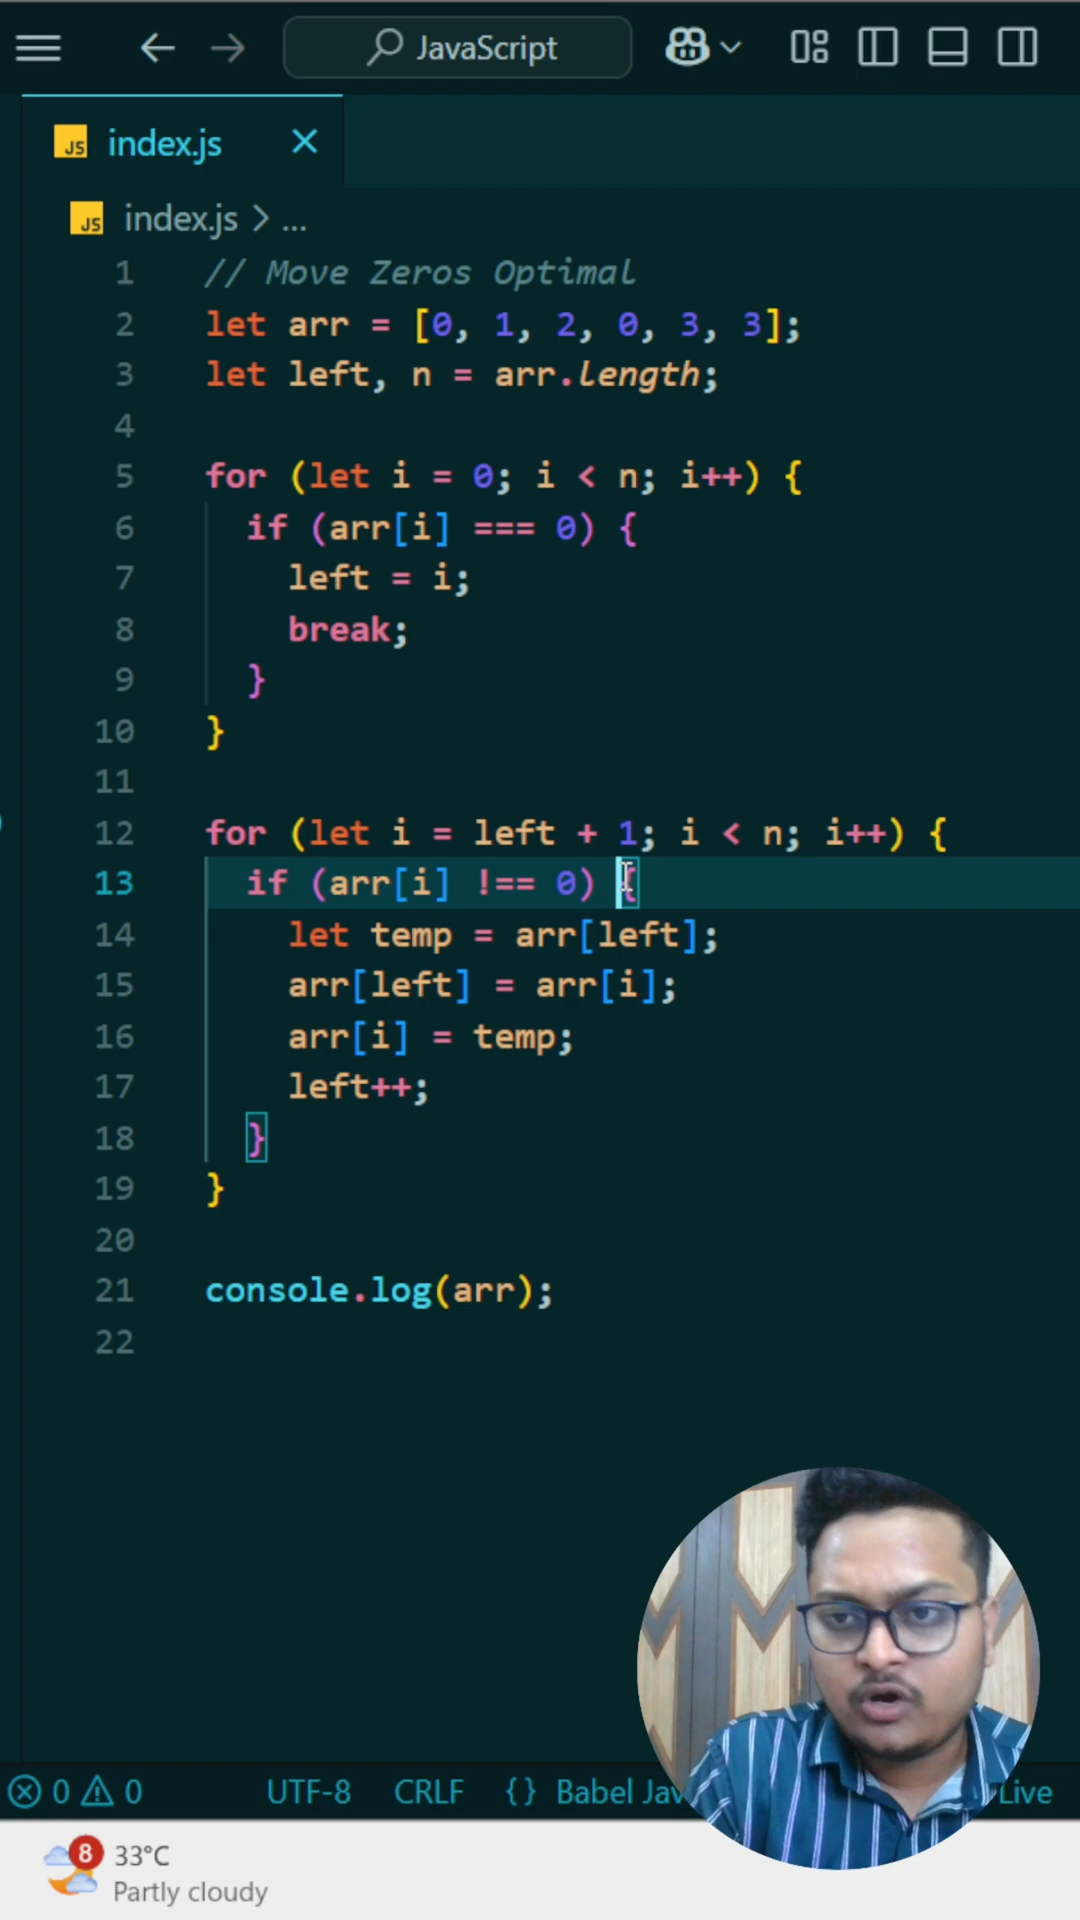 JavaScript
JS index.js
JS index.js > ...
1 // Move Zeros Optimal
2 let arr = [0, 1, 2, 0, 3, 3];
3 let left, n = arr.length;
4
5 for (let i = 0; i < n; i++) {
6 if (arr[i] === 0) {
7 left = i;
8 break;
9 }
10 }
11
12 for (let i = left + 1; i < n; i++) {
13 if (arr[i] !== 0) {
14 let temp = arr[left];
15 arr[left] = arr[i];
16 arr[i] = temp;
17 left++;
18 }
19 }
20
21 console.log(arr);
22
0 0 UTF-8 CRLF {} Babel Jav Live
8 33°C
Partly cloudy